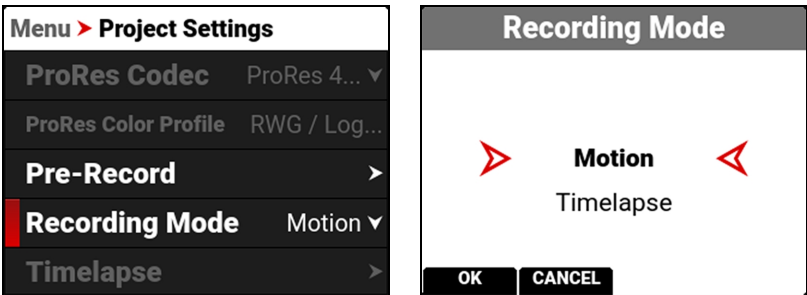 Menu > Project Settings
ProRes Codec ProRes 4...
ProRes Color Profile RWG / Log...
Pre-Record
Recording Mode Motion
Timelapse
Recording Mode
Motion
Timelapse
OK CANCEL